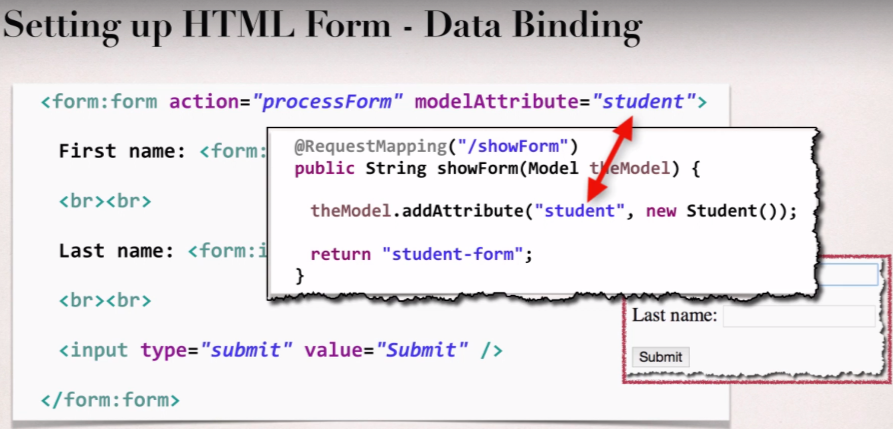 Setting up HTML Form - Data Binding
<form:form action="processForm" modelAttribute="student">
First name: <form:
<br><br>
Last name: <form:i
<br><br>
<input type="submit" value="Submit" />
</form:form>
@RequestMapping("/showForm")
public String showForm(Model theModel) {
theModel.addAttribute("student", new Student());
return "student-form";
}
Last name:
Submit